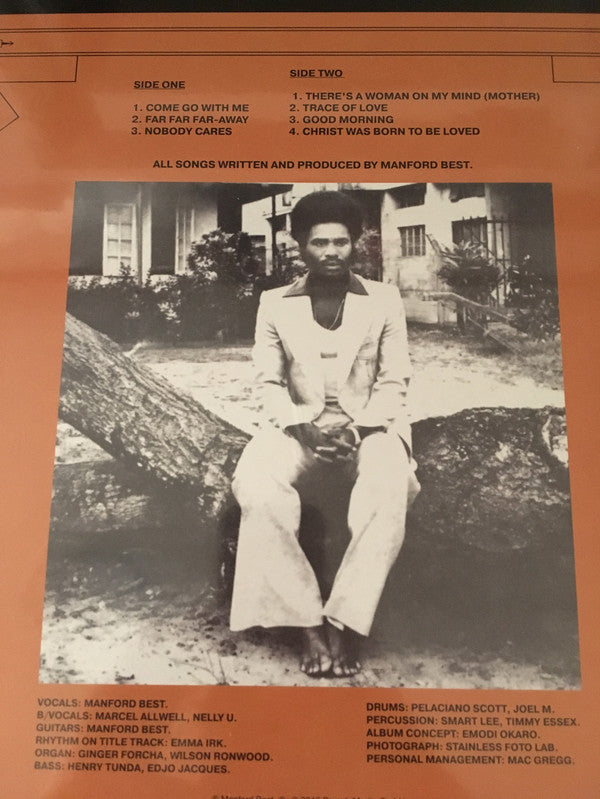 SIDE ONE
1. COME GO WITH ME
2. FAR FAR FAR-AWAY
3. NOBODY CARES
SIDE TWO
1. THERE'S A WOMAN ON MY MIND (MOTHER)
2. TRACE OF LOVE
3. GOOD MORNING
4. CHRIST WAS BORN TO BE LOVED
ALL SONGS WRITTEN AND PRODUCED BY MANFORD BEST.
VOCALS: MANFORD BEST.
B/VOCALS: MARCEL ALLWELL, NELLY U.
GUITARS: MANFORD BEST.
RHYTHM ON TITLE TRACK: EMMA IRK.
ORGAN: GINGER FORCHA, WILSON RONWOOD.
BASS: HENRY TUNDA, EDJO JACQUES.
DRUMS: PELACIANO SCOTT, JOEL M.
PERCUSSION: SMART LEE, TIMMY ESSEX.
ALBUM CONCEPT: EMODI OKARO.
PHOTOGRAPH: STAINLESS FOTO LAB.
PERSONAL MANAGEMENT: MAC GREGG.